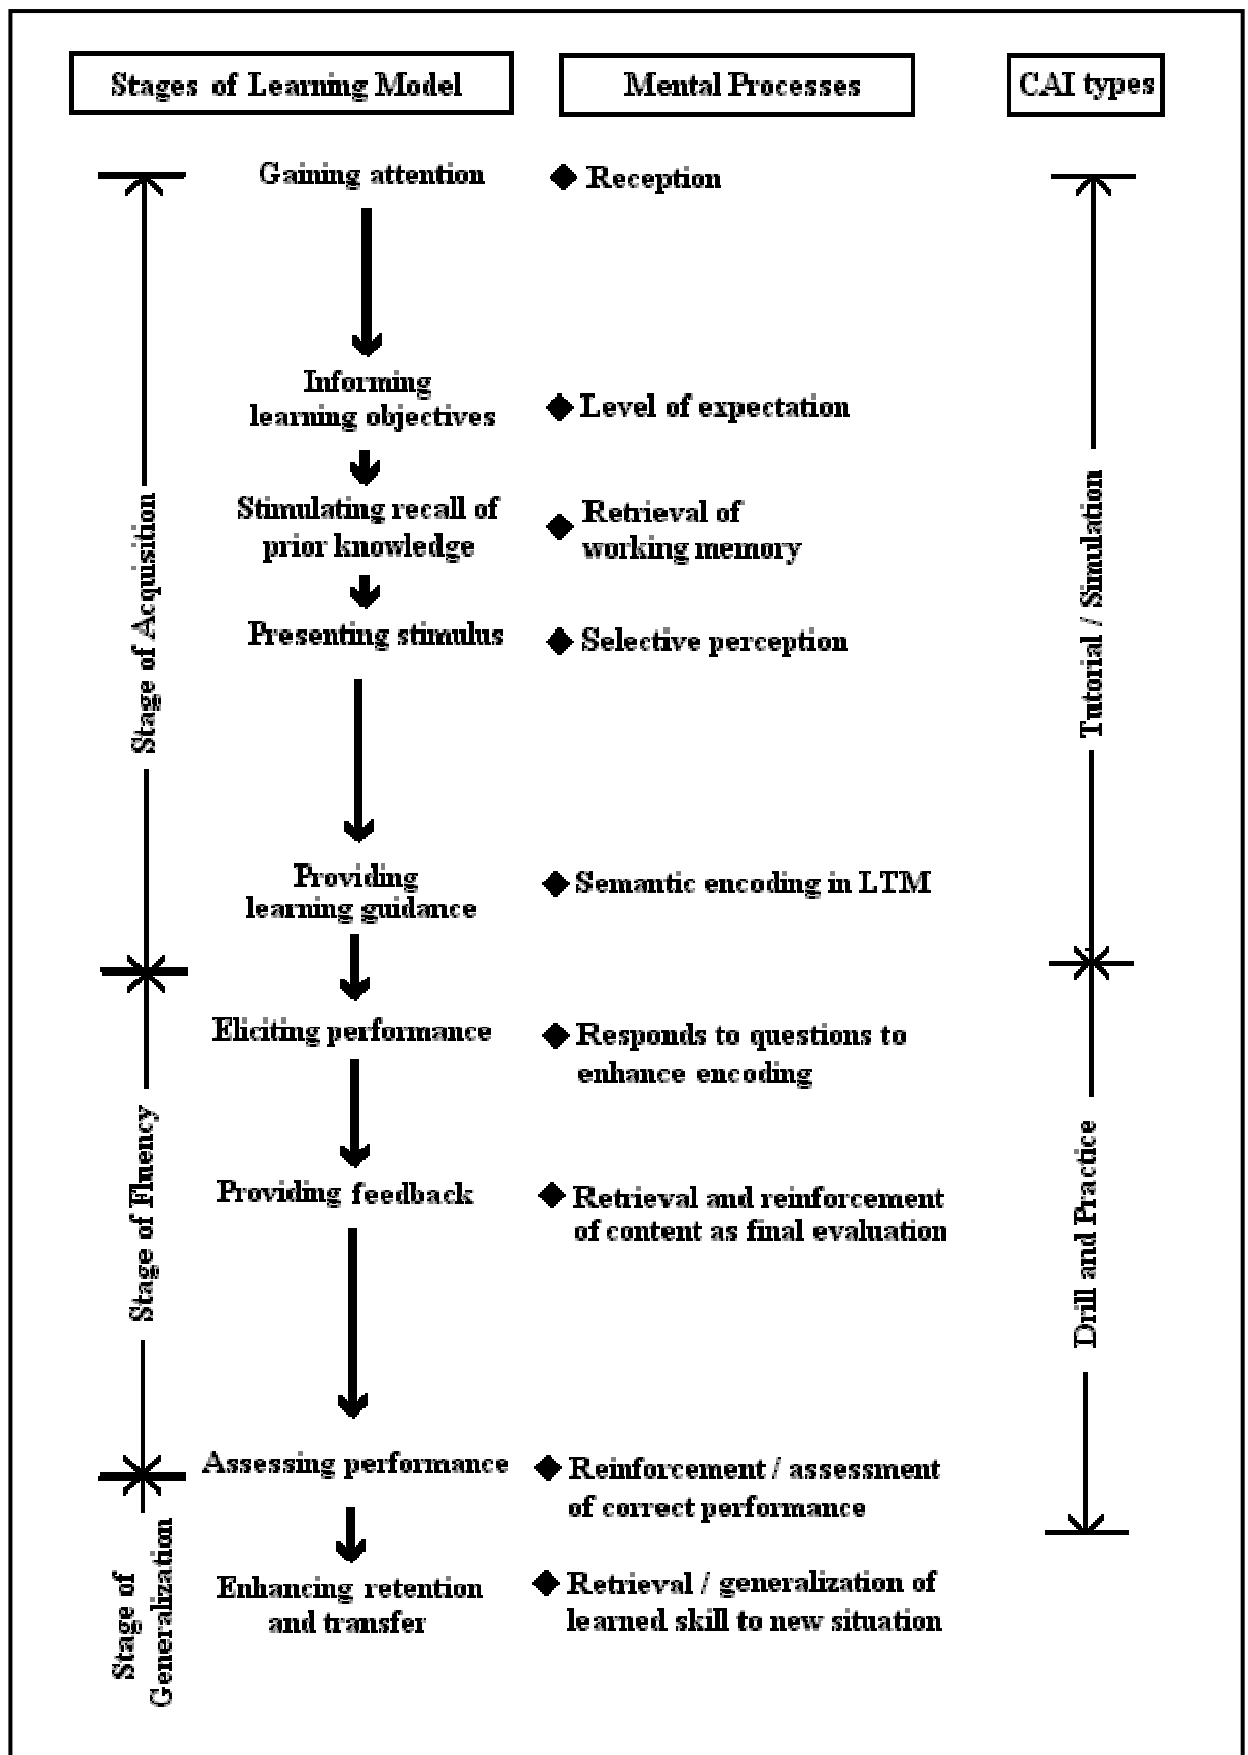 Stages of Learning Model
Mental Processes
CAI types
Gaining attention
Reception
Informing
learning objectives
Level of expectation
Stimulating recall of
prior knowledge
Retrieval of
working memory
Presenting stimulus
Selective perception
Providing
learning guidance
Semantic encoding in LTM
Eliciting performance
Responds to questions to
enhance encoding
Providing feedback
Retrieval and reinforcement
of content as final evaluation
Assessing performance
Reinforcement / assessment
of correct performance
Enhancing retention
and transfer
Retrieval / generalization of
learned skill to new situation
Stage of Acquisition
Stage of Fluency
Stage of
Generalization
Tutorial / Simulation
Drill and Practice